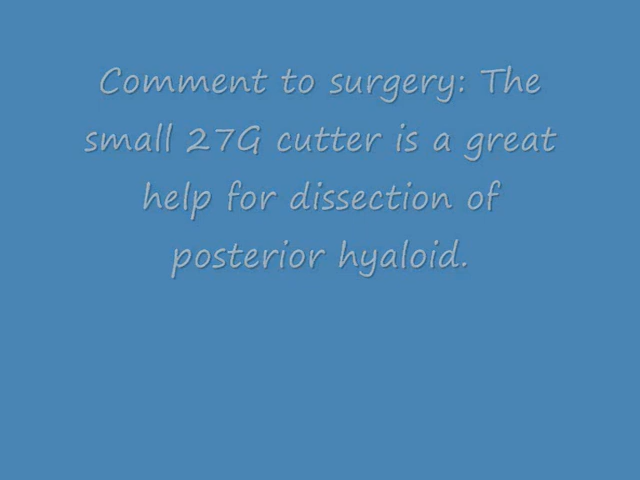 Comment to surgery: The
small 27G cutter is a great
help for dissection of
posterior hyaloid.